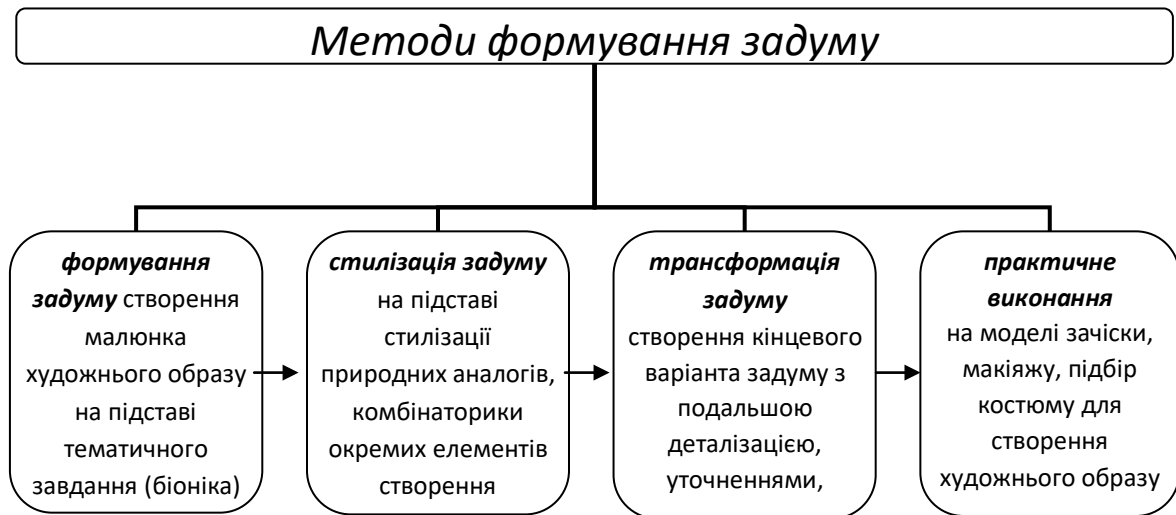 Методи формування задуму
формування
задуму створення
малюнка
художнього образу
на підставі
тематичного
завдання (біоніка)
стилізація задуму
на підставі
стилізації
природних аналогів,
комбінаторики
окремих елементів
створення
трансформація
задуму
створення кінцевого
варіанта задуму з
подальшою
деталізацією,
уточненнями,
практичне
виконання
на моделі зачіски,
макіяжу, підбір
костюму для
створення
художнього образу